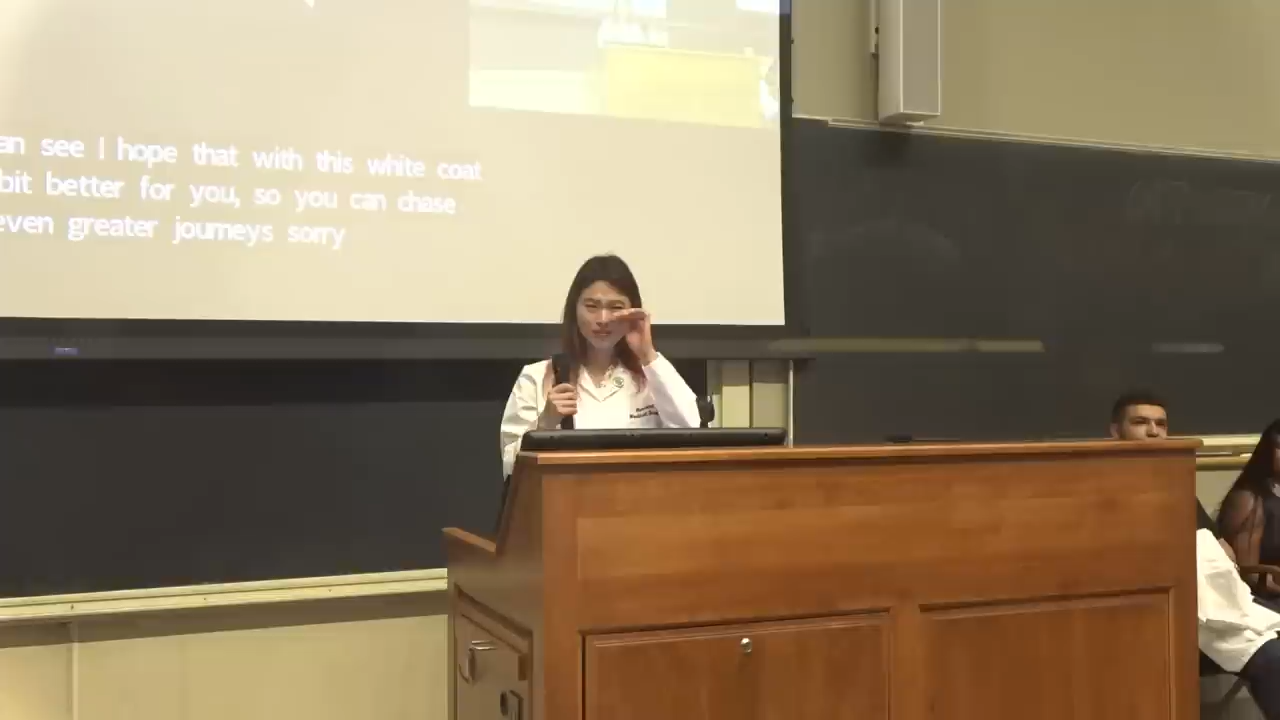 an see I hope that with this white coat
bit better for you, so you can chase
even greater journeys sorry